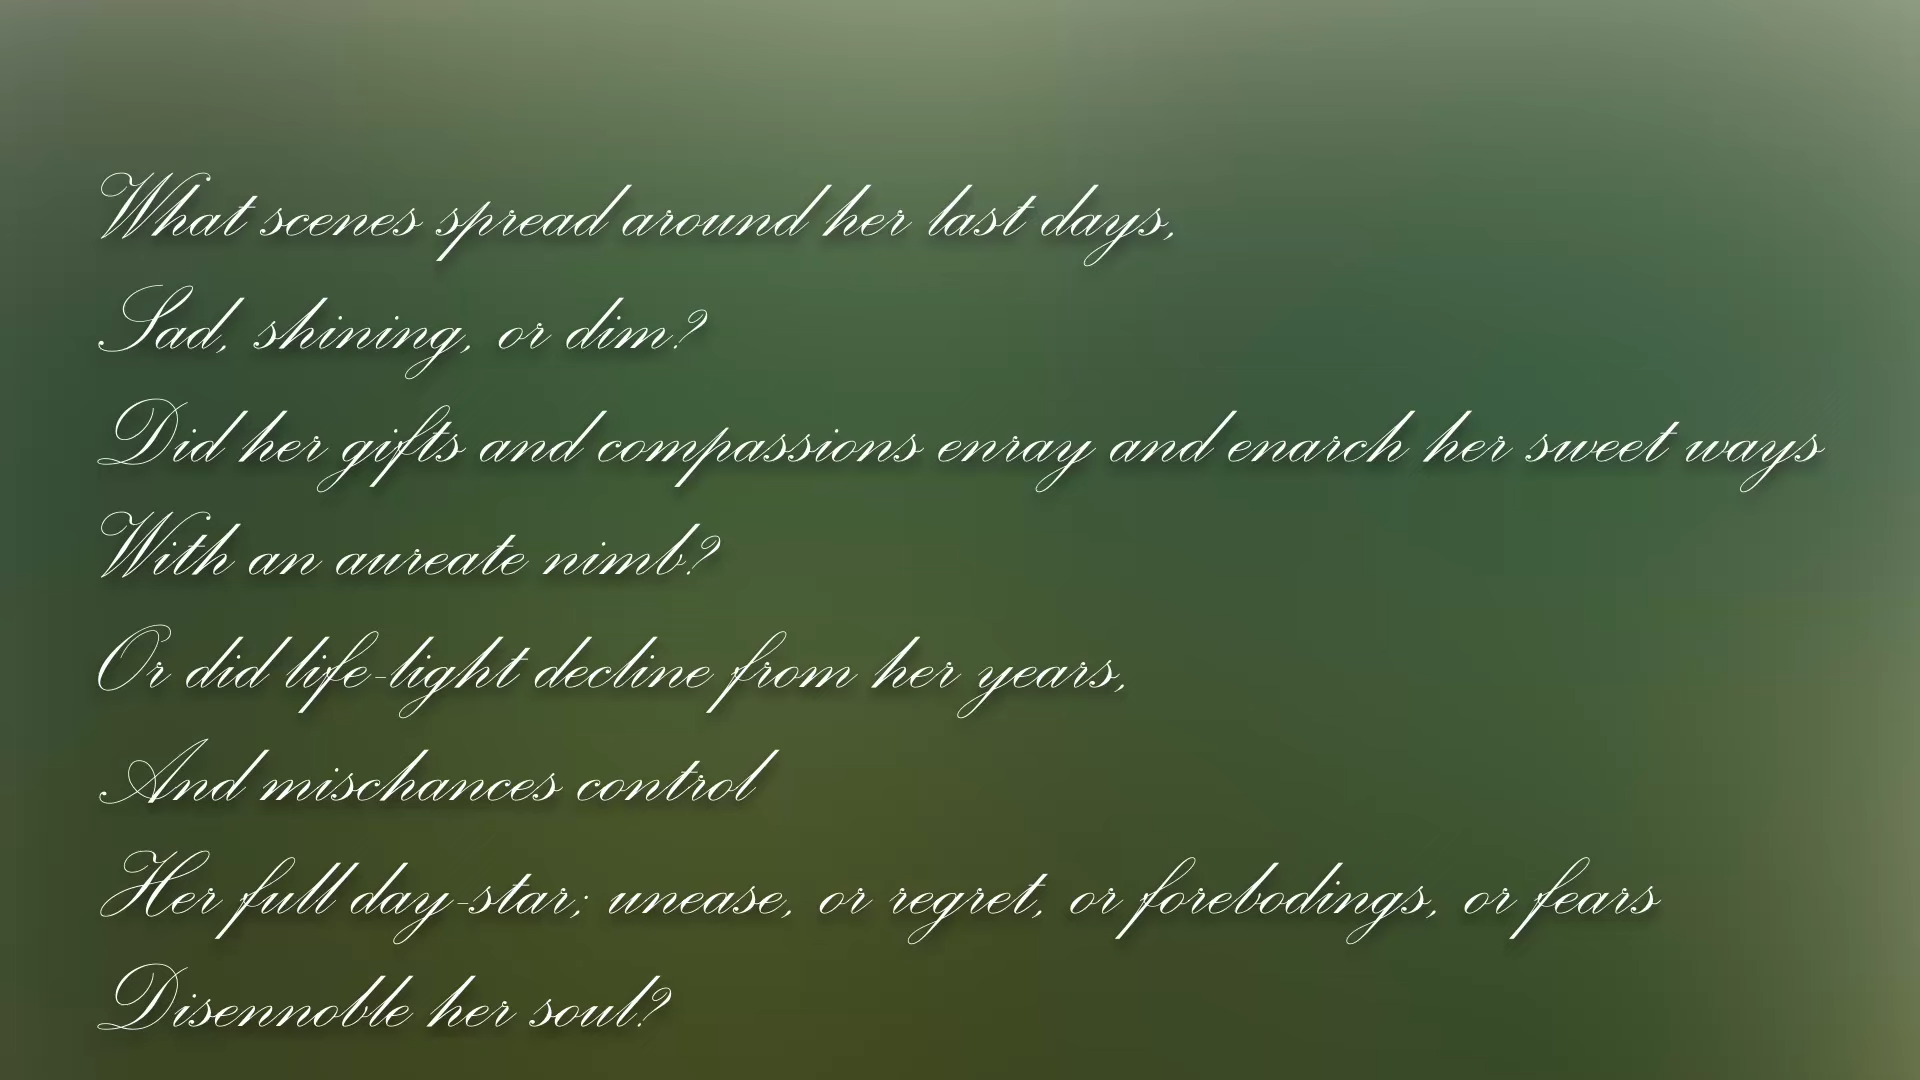 What scenes spread around her last days,
Sad, shining, or dim?
Did her gifts and compassions enray and enarch her sweet ways
With an aureate nimb?
Or did life-light decline from her years,
And mischances control
Her full day-star; unease, or regret, or forebodings, or fears
Disennoble her soul?